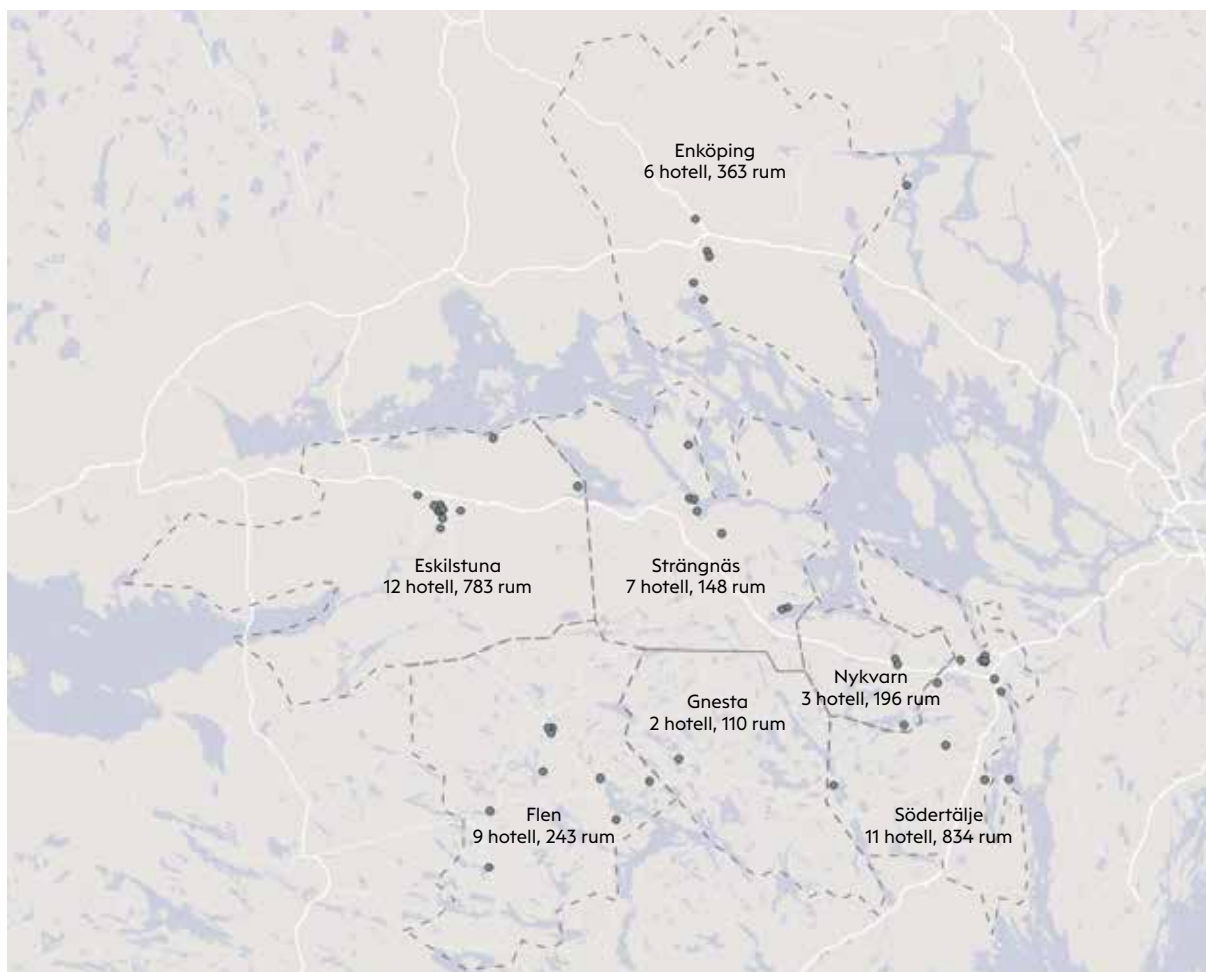 Enköping
6 hotell, 363 rum
Eskilstuna
12 hotell, 783 rum
Strängnäs
7 hotell, 148 rum
Nykvarn
3 hotell, 196 rum
Gnesta
2 hotell, 110 rum
Flen
9 hotell, 243 rum
Södertälje
11 hotell, 834 rum